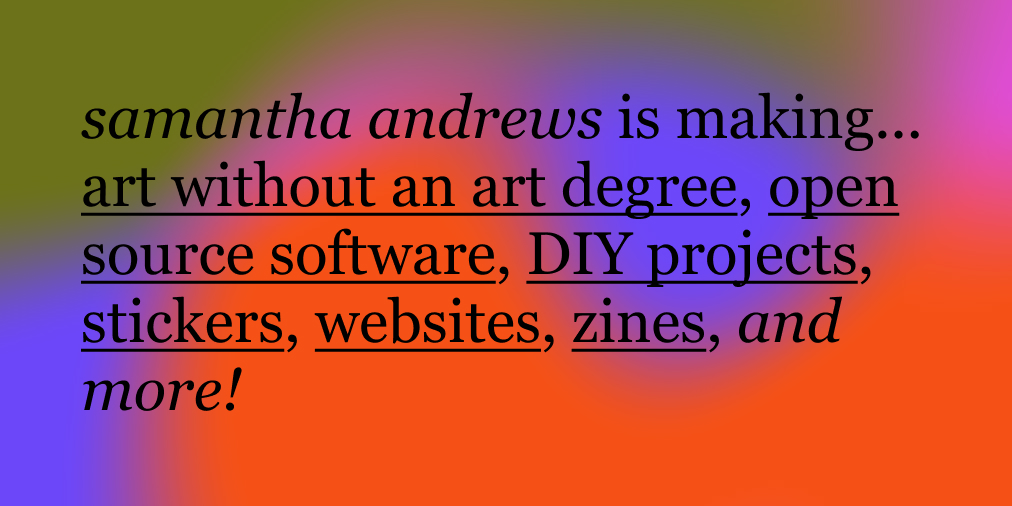 samantha andrews is making...
art without an art degree, open
source software, DIY projects,
stickers, websites, zines, and
more!